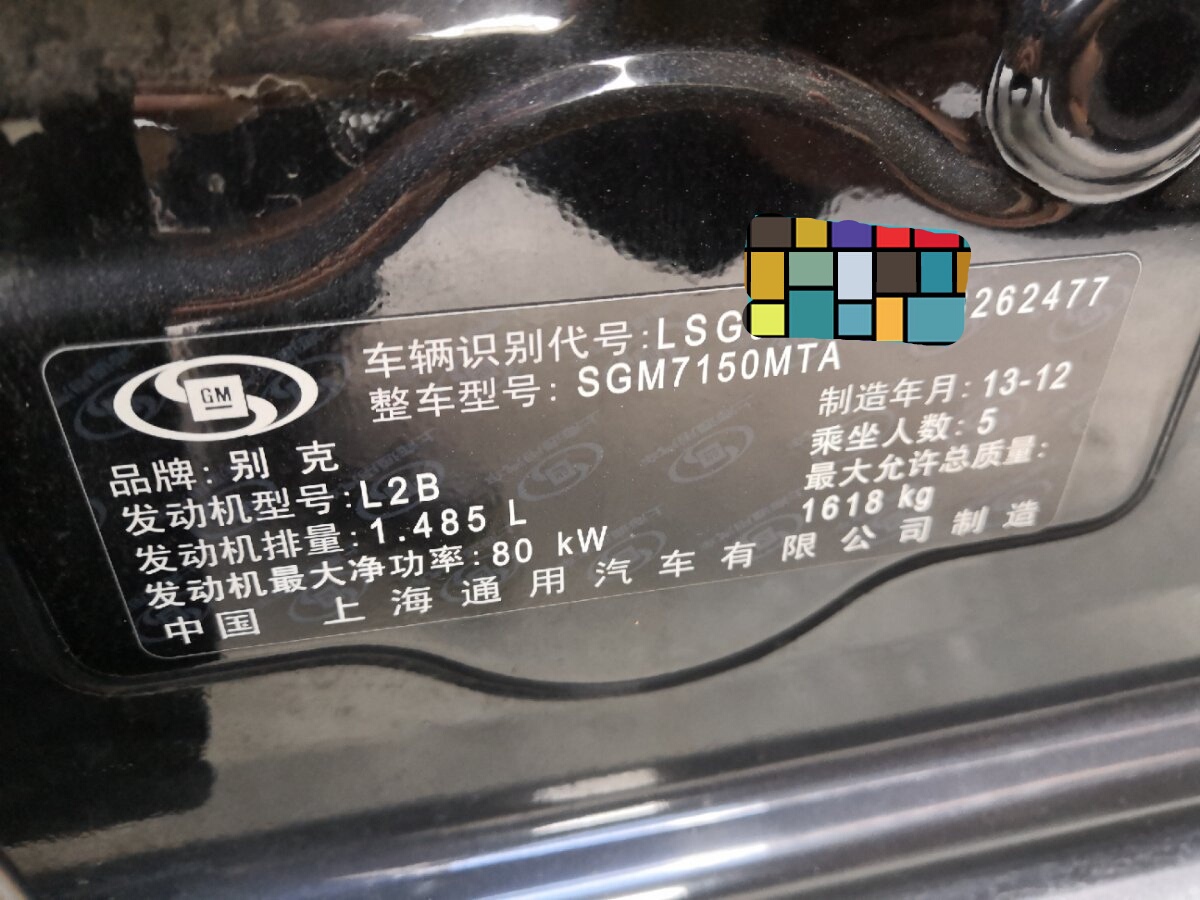 车辆识别代号:LSG 262477
整车型号: SGM7150MTA
GM
制造年月: 13-12
品牌: 别 克
乘坐人数: 5
发动机型号:L2B
最大允许总质量:
发动机排量: 1.485 L
1618 kg
发动机最大净功率:80 kW
中国 上海通用汽车有限公司制造